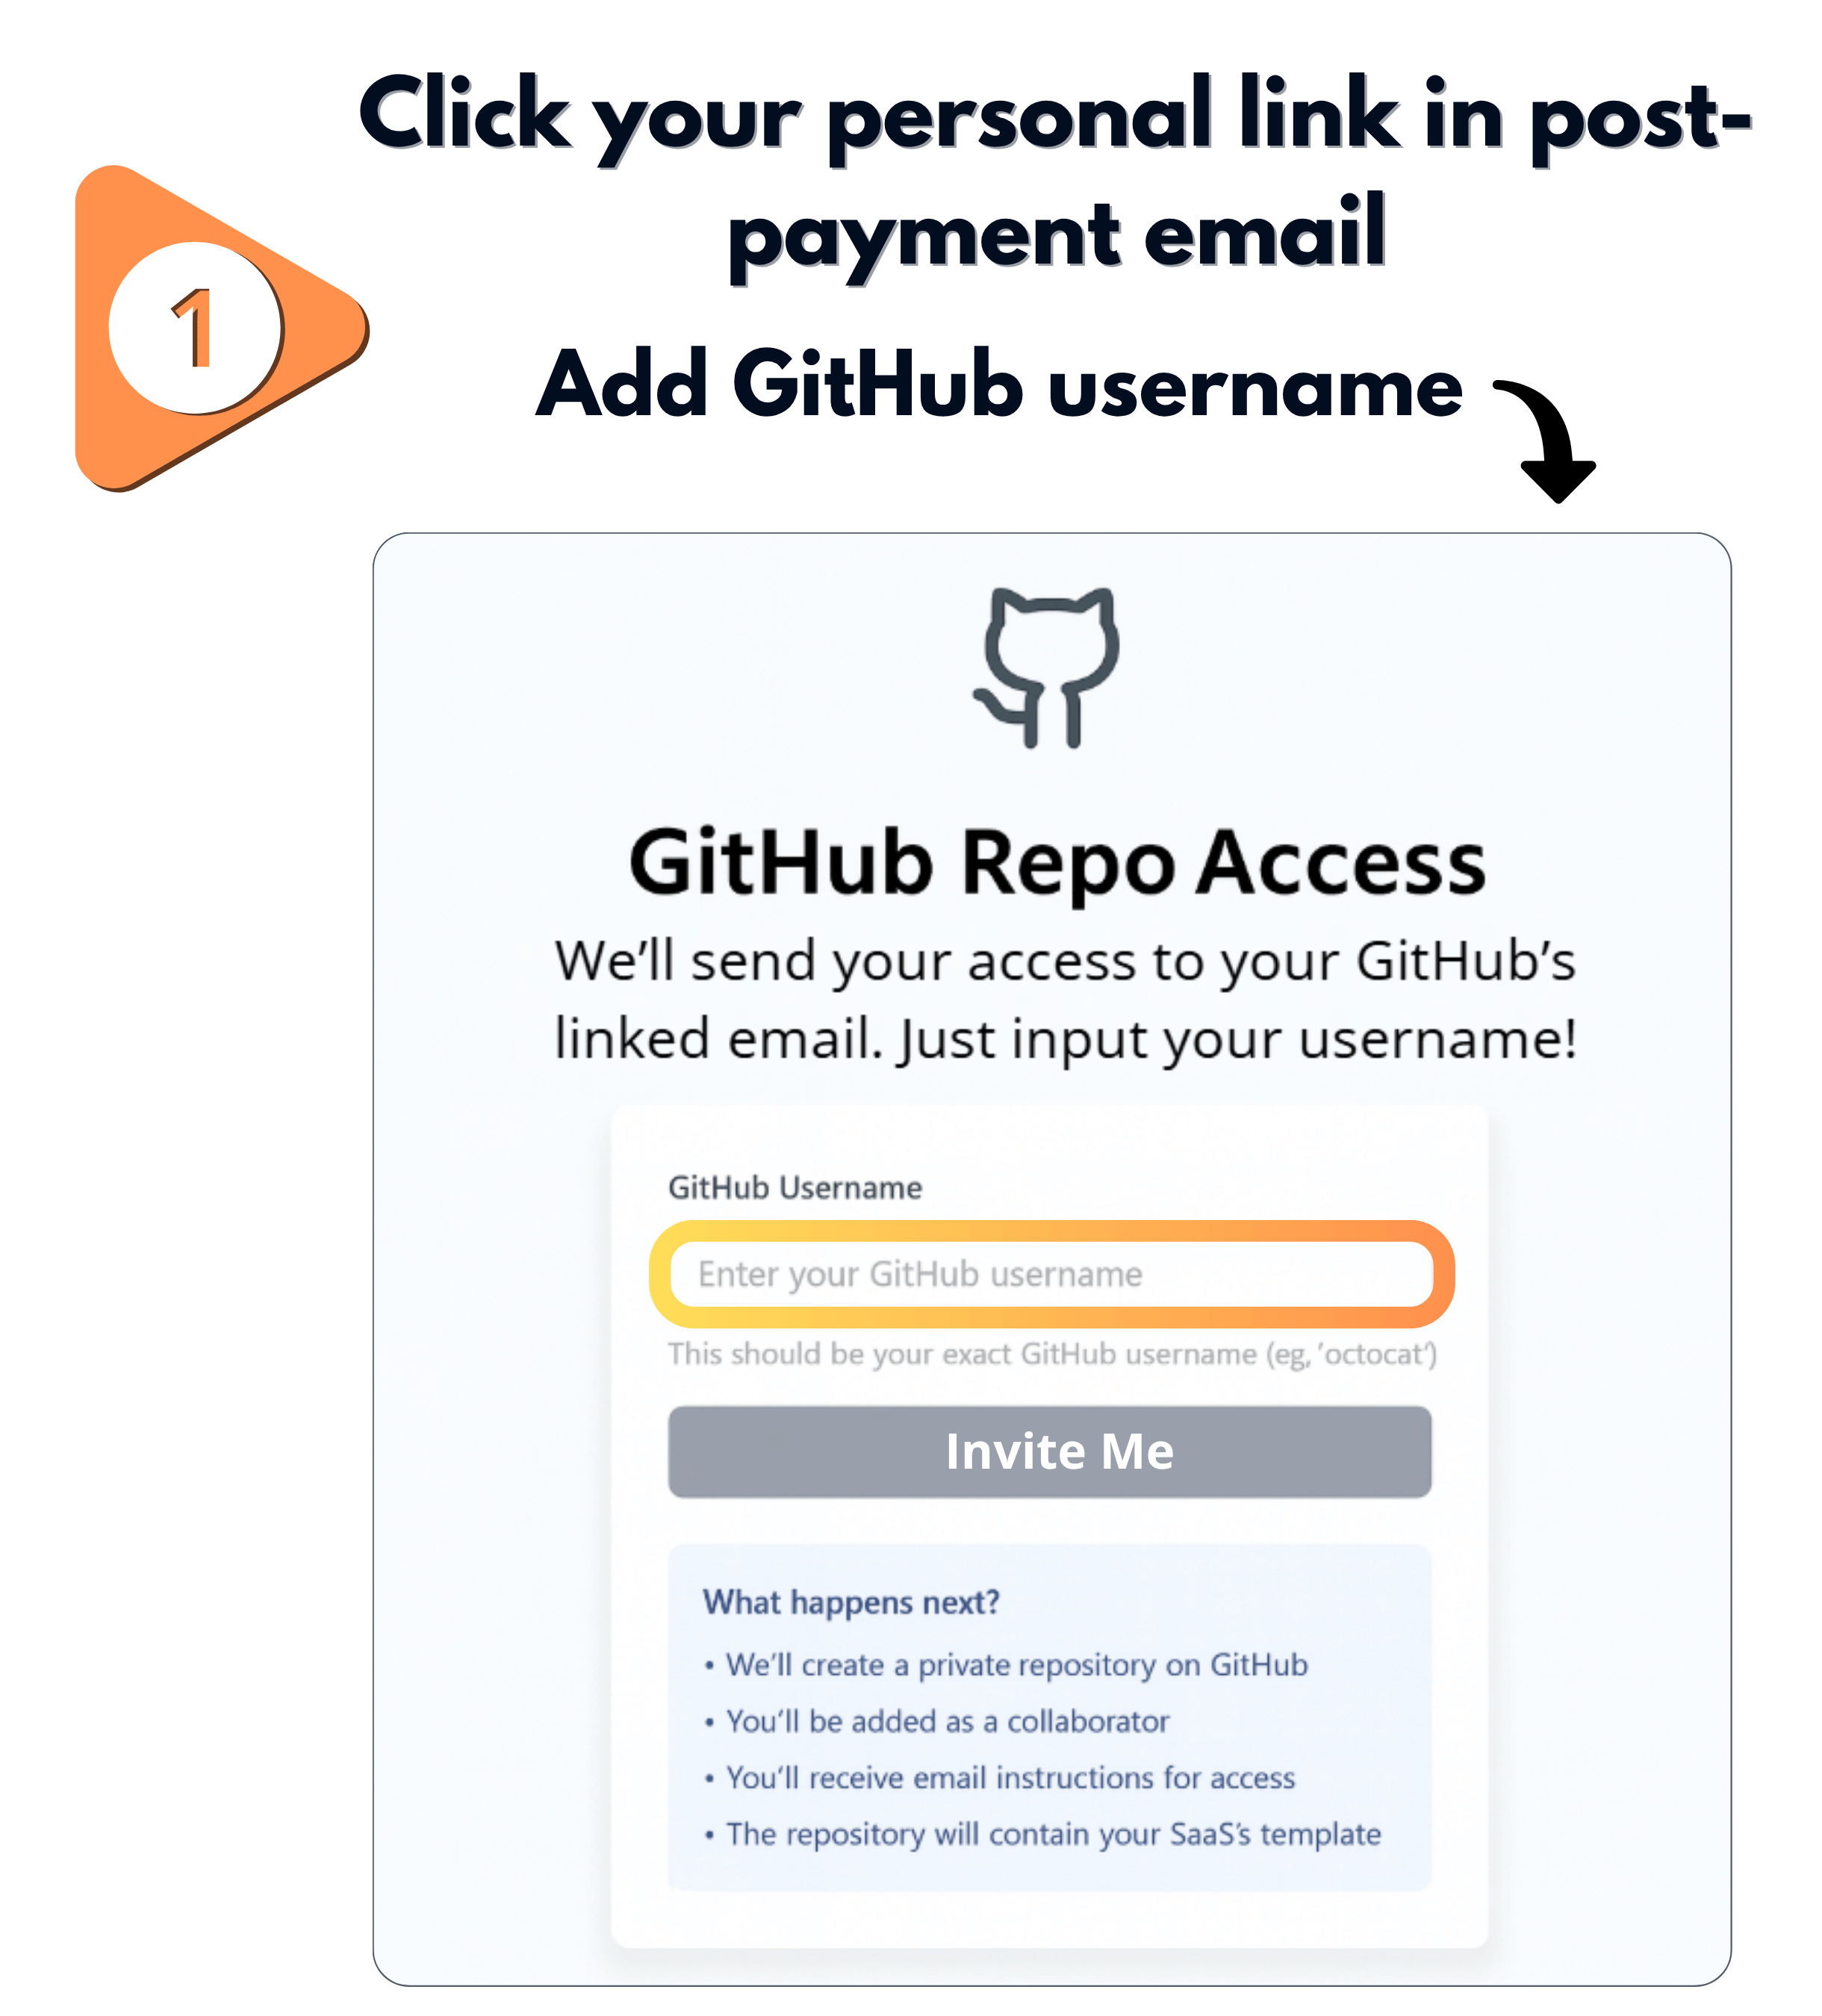 Click your personal link in post-
payment email
1
Add GitHub username
GitHub Repo Access
We’ll send your access to your GitHub’s
linked email. Just input your username!
GitHub Username
Enter your GitHub username
This should be your exact GitHub username (eg, ’octocat‘)
Invite Me
What happens next?
• We’ll create a private repository on GitHub
• You’ll be added as a collaborator
• You’ll receive email instructions for access
• The repository will contain your SaaS’s template